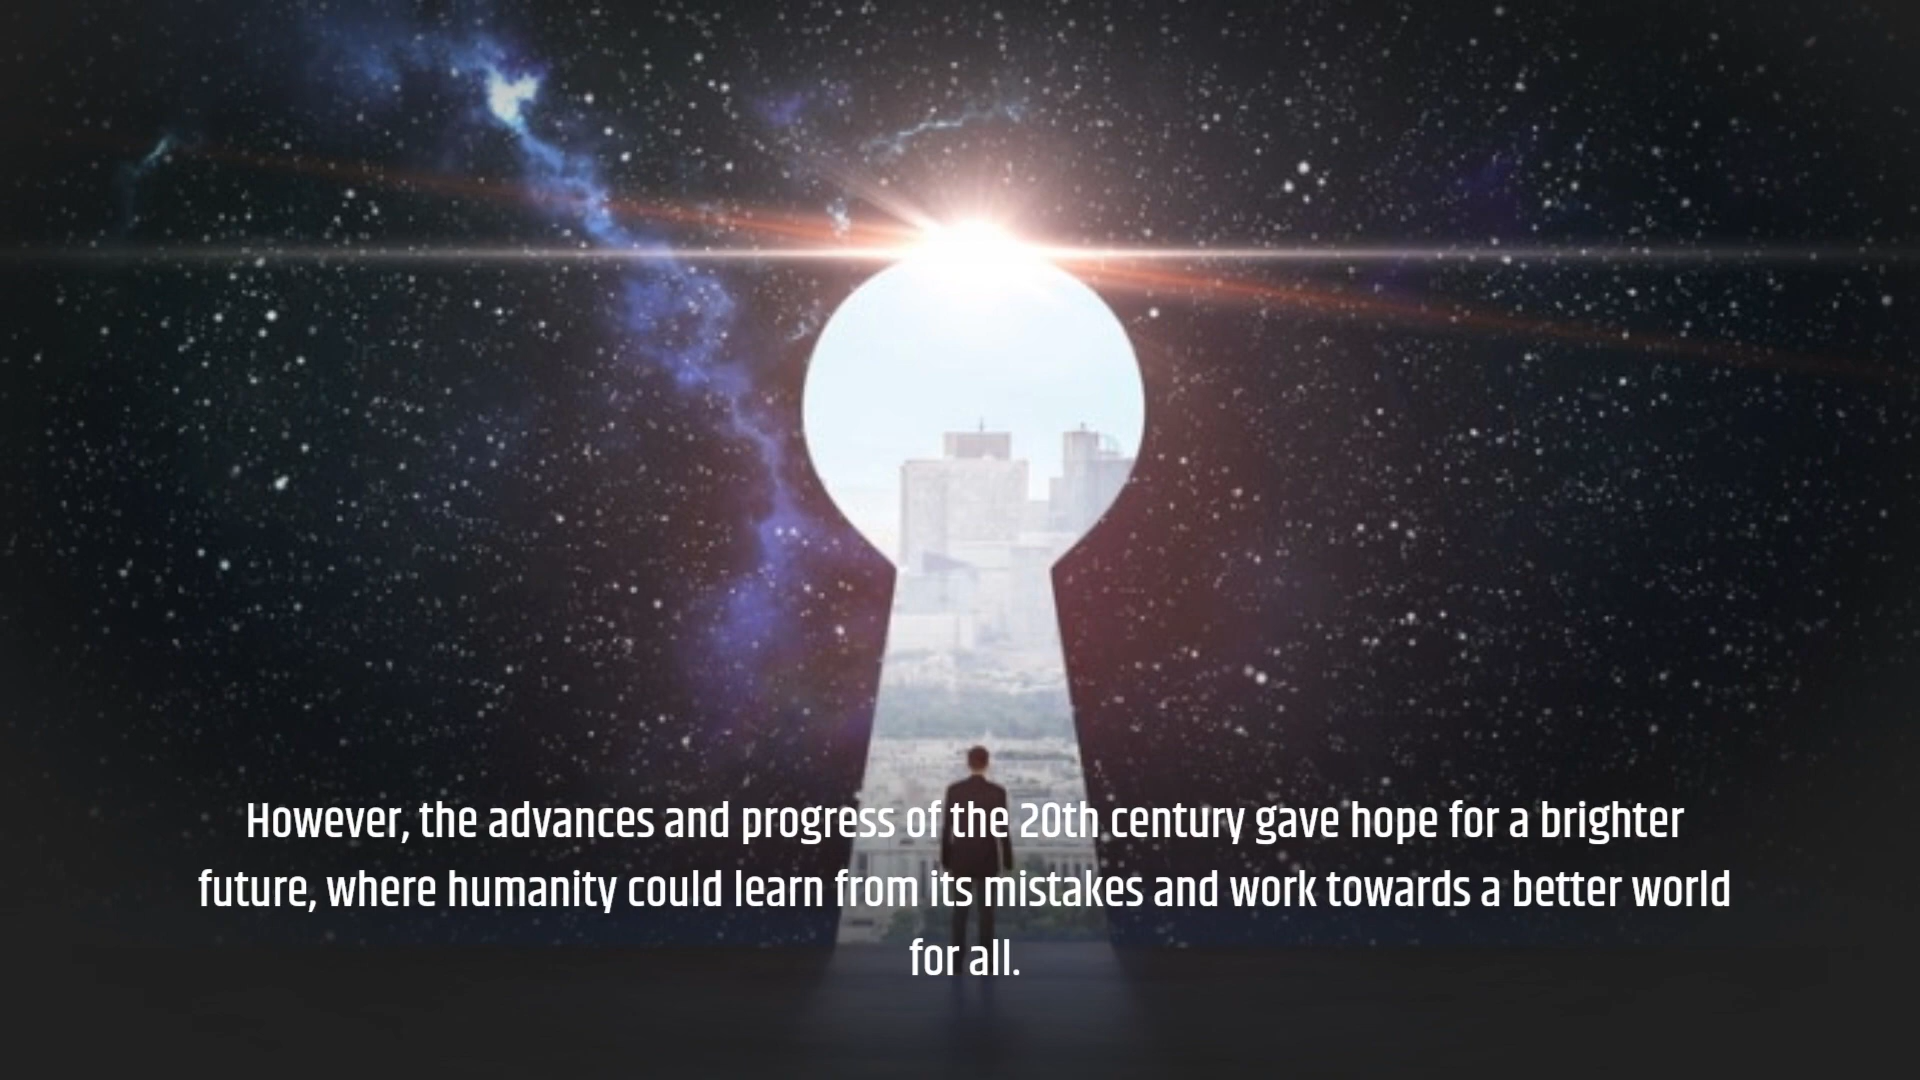 However, the advances and progress of the 20th century gave hope for a brighter
future, where humanity could learn from its mistakes and work towards a better world
for all.